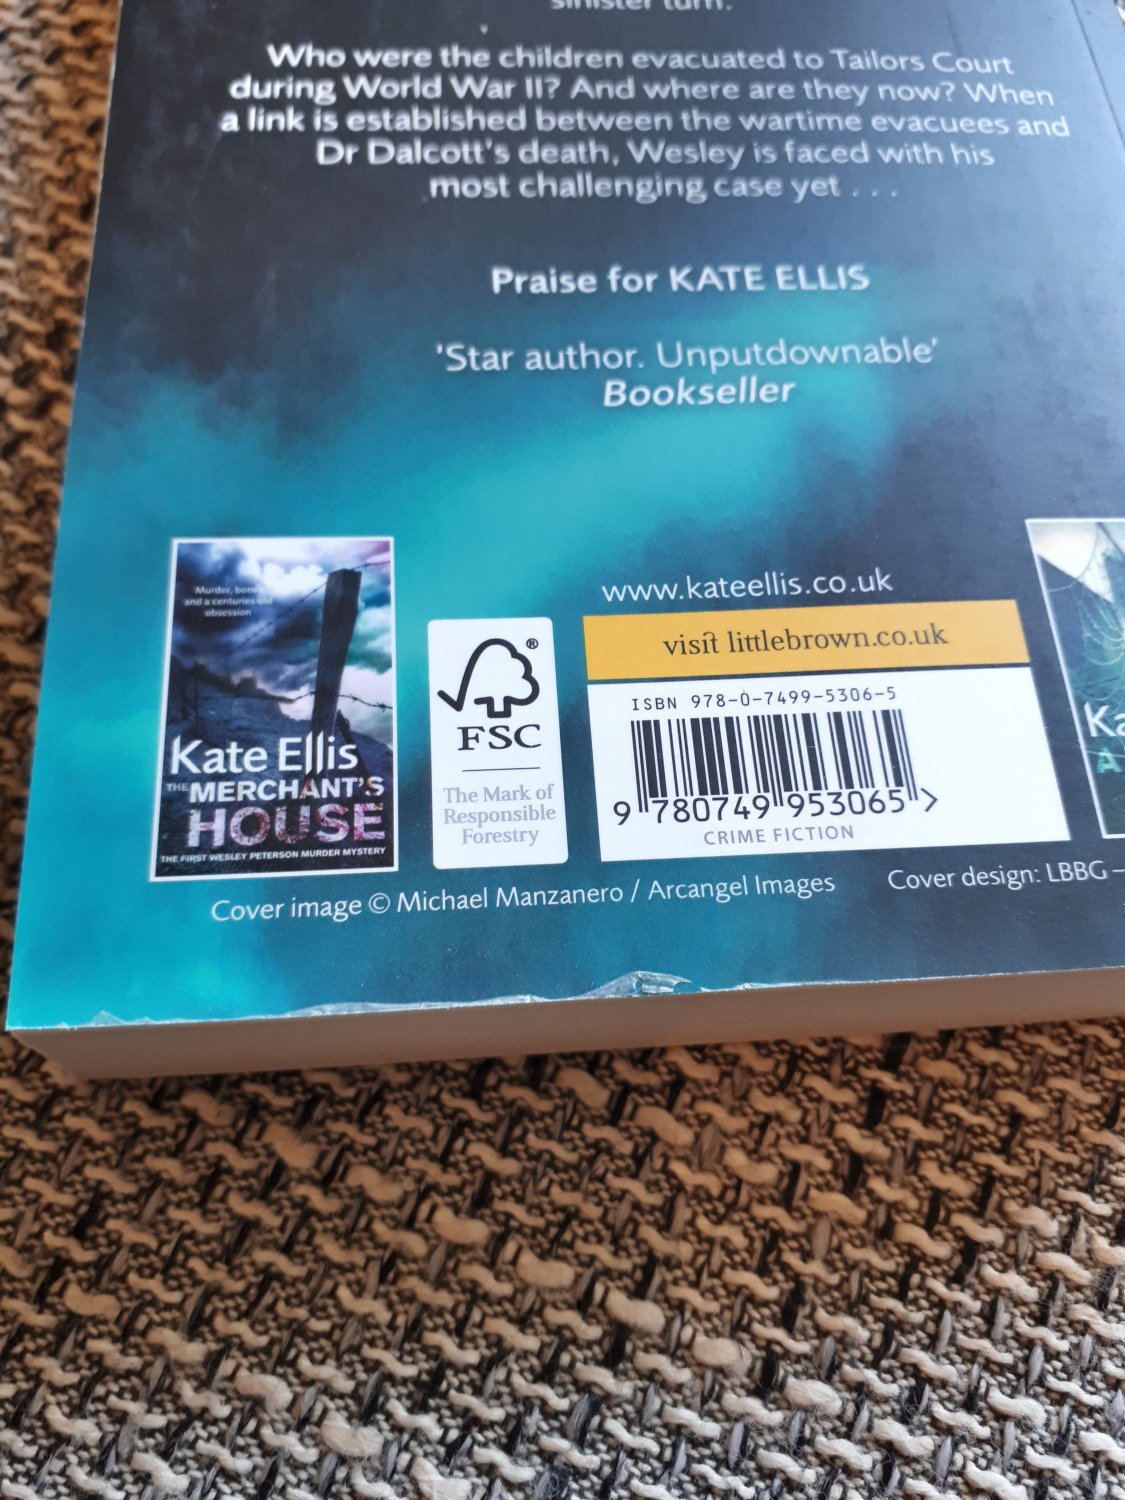 sinister turn.
Who were the children evacuated to Tailors Court
during World War II? And where are they now? When
a link is established between the wartime evacuees and
Dr Dalcott's death, Wesley is faced with his
most challenging case yet . . .
Praise for KATE ELLIS
'Star author. Unputdownable'
Bookseller
Murder, bones
and a centuries-old
obsession
Kate Ellis
THE MERCHANT'S
HOUSE
THE FIRST WESLEY PETERSON MURDER MYSTERY
®
FSC
The Mark of
Responsible
Forestry
www.kateellis.co.uk
visit littlebrown.co.uk
ISBN 978-0-7499-5306-5
9 780749 953065 >
CRIME FICTION
Ka
A
Cover image © Michael Manzanero / Arcangel Images
Cover design: LBBG –